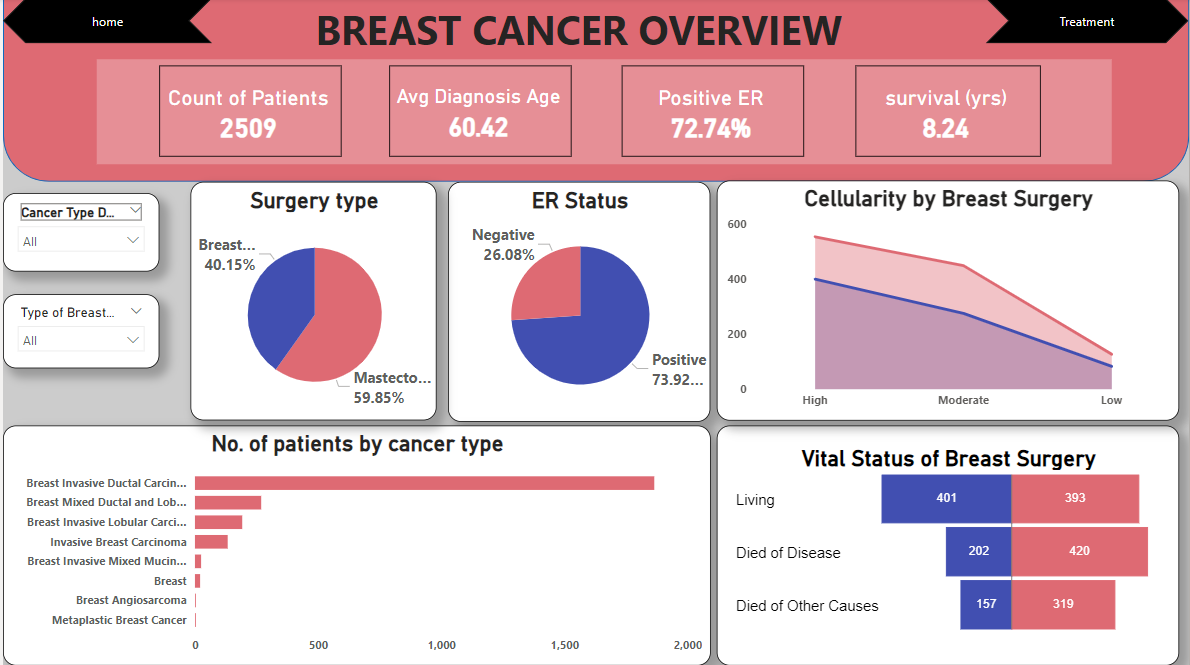 home
BREAST CANCER OVERVIEW
Treatment
Count of Patients
2509
Avg Diagnosis Age
60.42
Positive ER
72.74%
survival (yrs)
8.24
Cancer Type D...
All
Type of Breast...
All
Surgery type
Breast...
40.15%
Mastecto...
59.85%
ER Status
Negative
26.08%
Positive
73.92...
Cellularity by Breast Surgery
600
400
200
0
High Moderate Low
No. of patients by cancer type
Breast Invasive Ductal Carcin...
Breast Mixed Ductal and Lob...
Breast Invasive Lobular Carci...
Invasive Breast Carcinoma
Breast Invasive Mixed Mucin...
Breast
Breast Angiosarcoma
Metaplastic Breast Cancer
0 500 1,000 1,500 2,000
Vital Status of Breast Surgery
Living 401 393
Died of Disease 202 420
Died of Other Causes 157 319